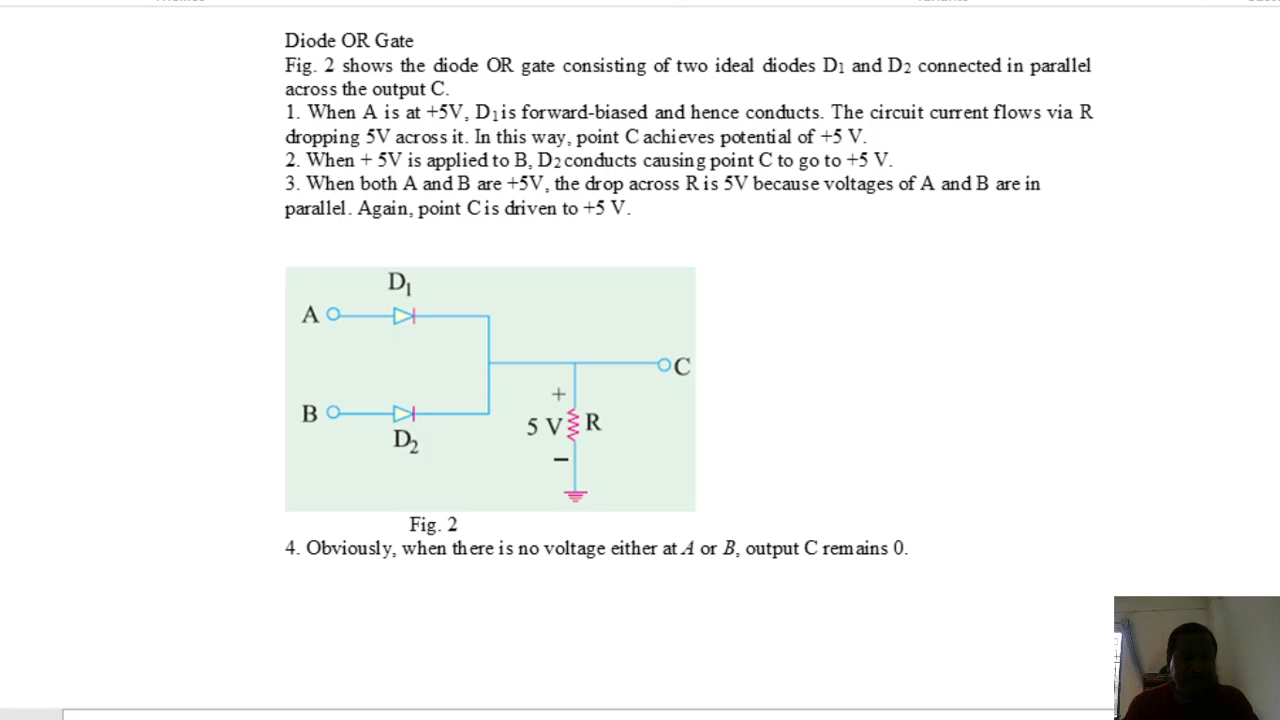 Diode OR Gate
Fig. 2 shows the diode OR gate consisting of two ideal diodes D1 and D2 connected in parallel
across the output C.
1. When A is at +5V, D1 is forward-biased and hence conducts. The circuit current flows via R
dropping 5V across it. In this way, point C achieves potential of +5 V.
2. When + 5V is applied to B, D2 conducts causing point C to go to +5 V.
3. When both A and B are +5V, the drop across R is 5V because voltages of A and B are in
parallel. Again, point C is driven to +5 V.
D1
A
C
+
B
5 V
R
D2
−
Fig. 2
4. Obviously, when there is no voltage either at A or B, output C remains 0.